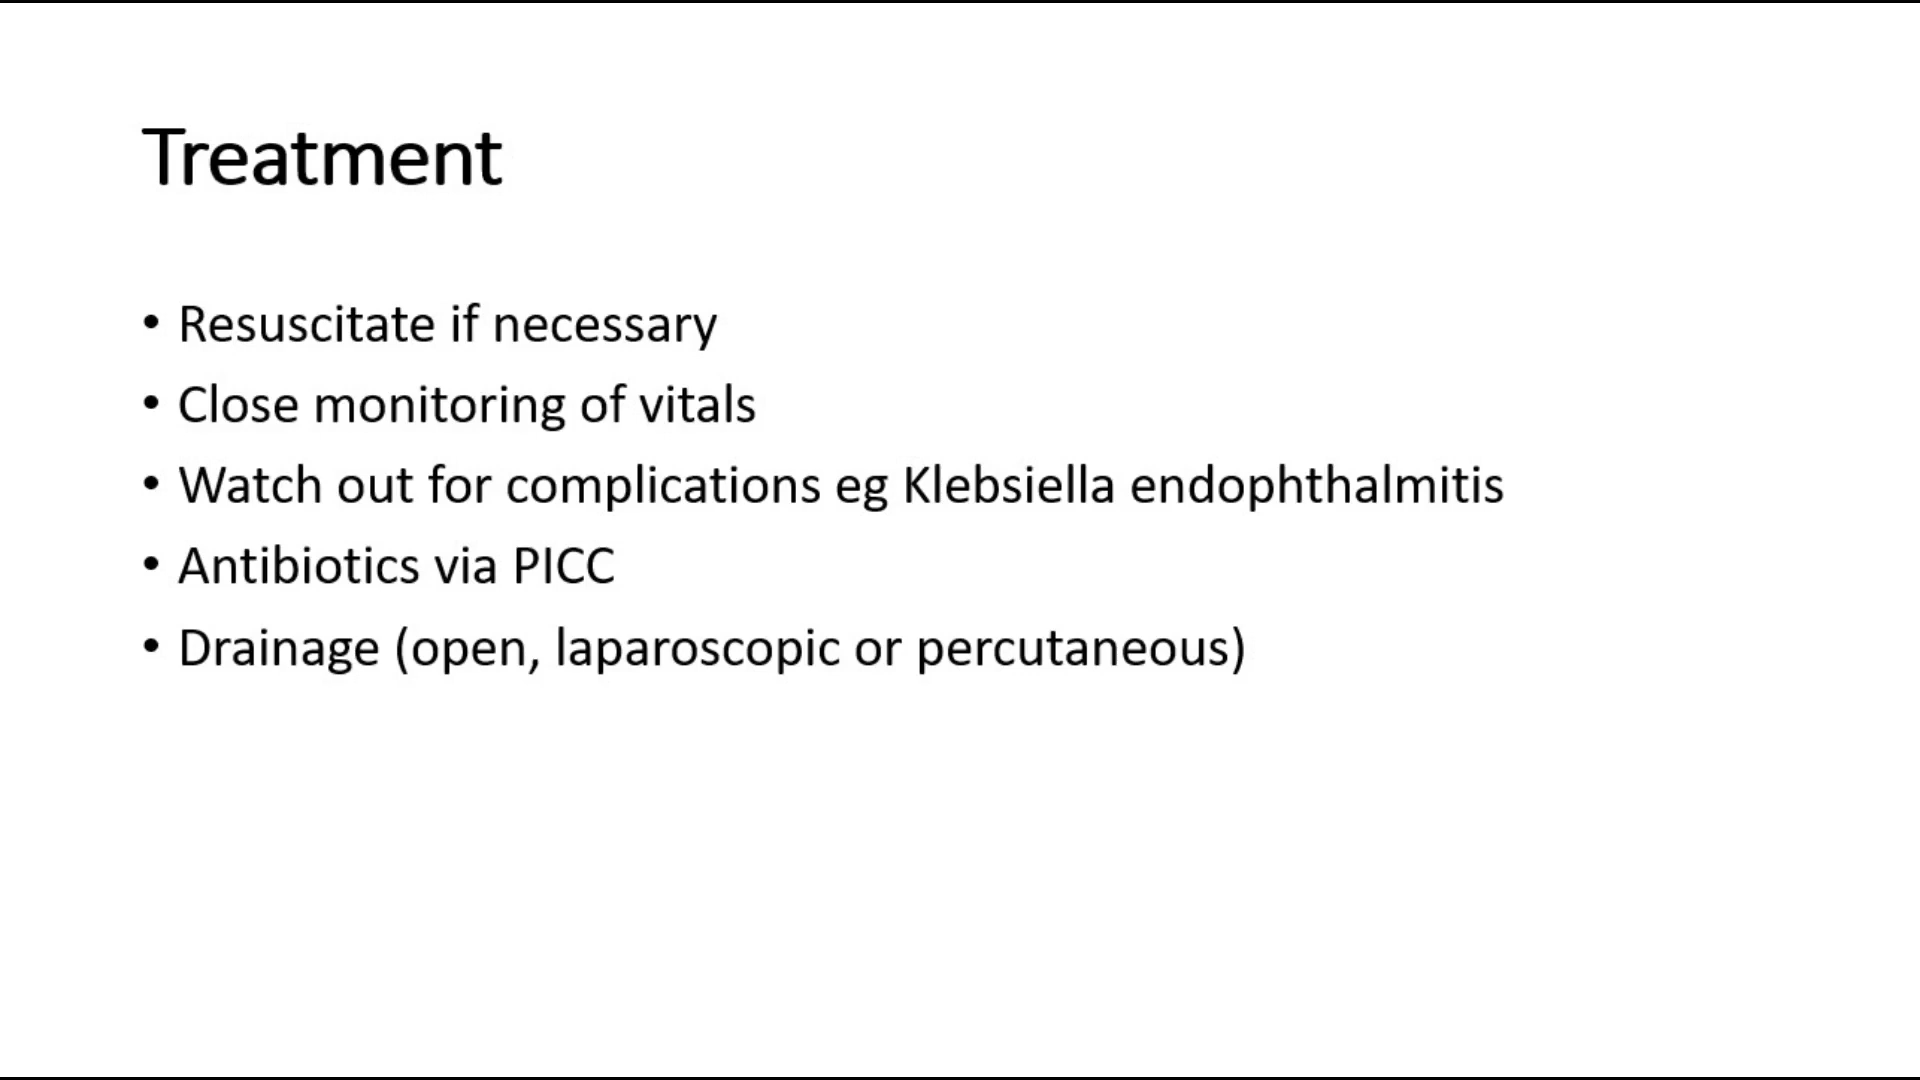 Treatment
• Resuscitate if necessary
• Close monitoring of vitals
• Watch out for complications eg Klebsiella endophthalmitis
• Antibiotics via PICC
• Drainage (open, laparoscopic or percutaneous)